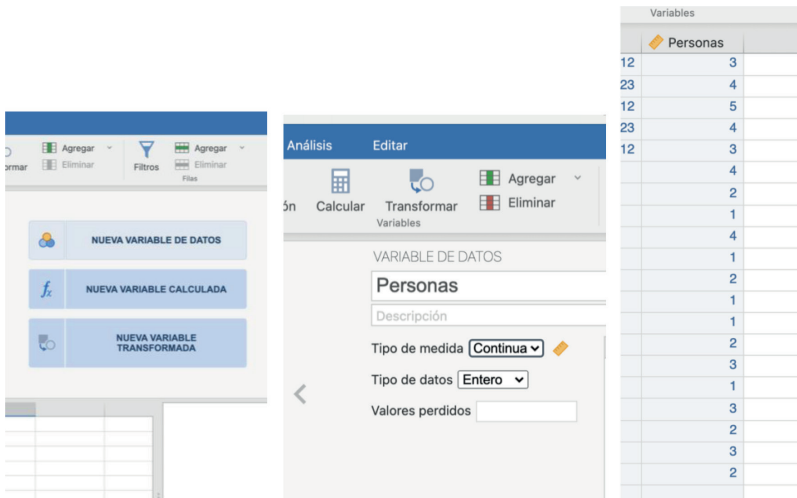 Agregar
Eliminar
Filtros
Agregar
Eliminar
Filas
NUEVA VARIABLE DE DATOS
fx NUEVA VARIABLE CALCULADA
NUEVA VARIABLE
TRANSFORMADA
Análisis Editar
Calcular Transformar Agregar
Eliminar
Variables
VARIABLE DE DATOS
Personas
Descripción
Tipo de medida Continua
Tipo de datos Entero
Valores perdidos
Variables
Personas
12 3
23 4
12 5
23 4
12 3
4
2
1
4
1
2
1
1
2
3
1
3
2
3
2